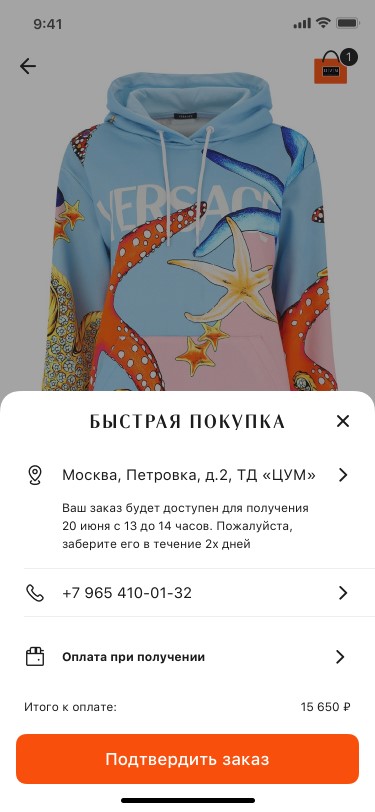 9:41
1
VERSACE
БЫСТРАЯ ПОКУПКА
Москва, Петровка, д.2, ТД «ЦУМ»
Ваш заказ будет доступен для получения
20 июня с 13 до 14 часов. Пожалуйста,
заберите его в течение 2х дней
+7 965 410-01-32
Оплата при получении
Итого к оплате:
15 650 ₽
Подтвердить заказ